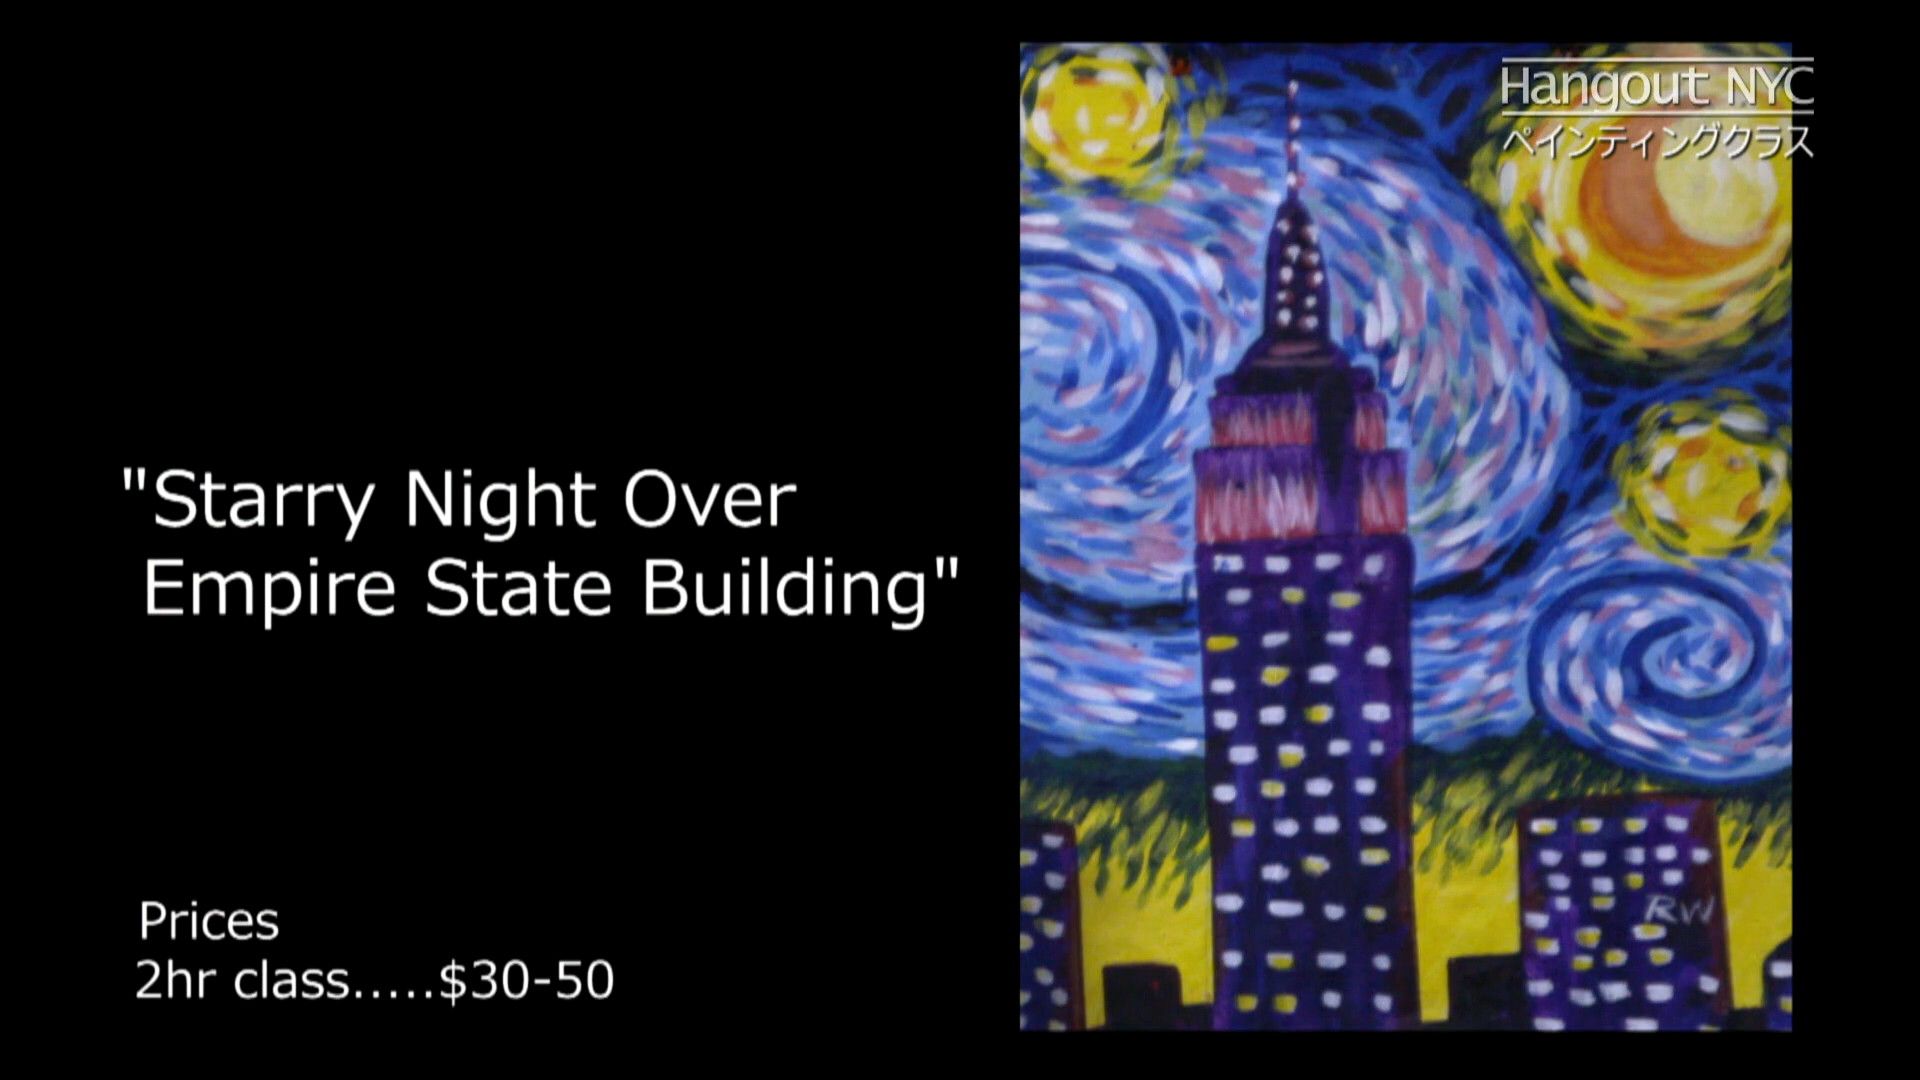 Hangout NYC
ペインティングクラス
"Starry Night Over
Empire State Building"
Prices
2hr class.....$30-50
RW